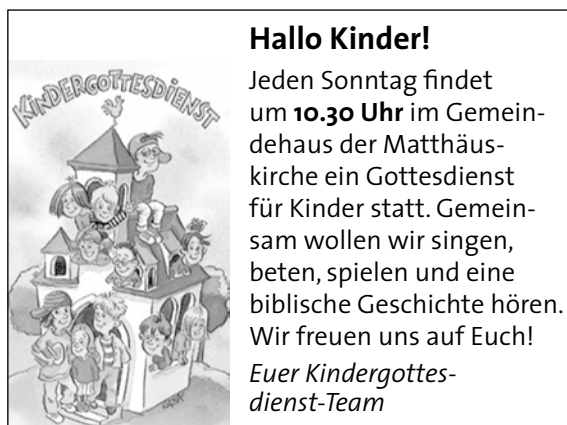 KINDERGOTTESDIENST
Hallo Kinder!
Jeden Sonntag findet
um 10.30 Uhr im Gemein-
dehaus der Matthäus-
kirche ein Gottesdienst
für Kinder statt. Gemein-
sam wollen wir singen,
beten, spielen und eine
biblische Geschichte hören.
Wir freuen uns auf Euch!
Euer Kindergottes-
dienst-Team